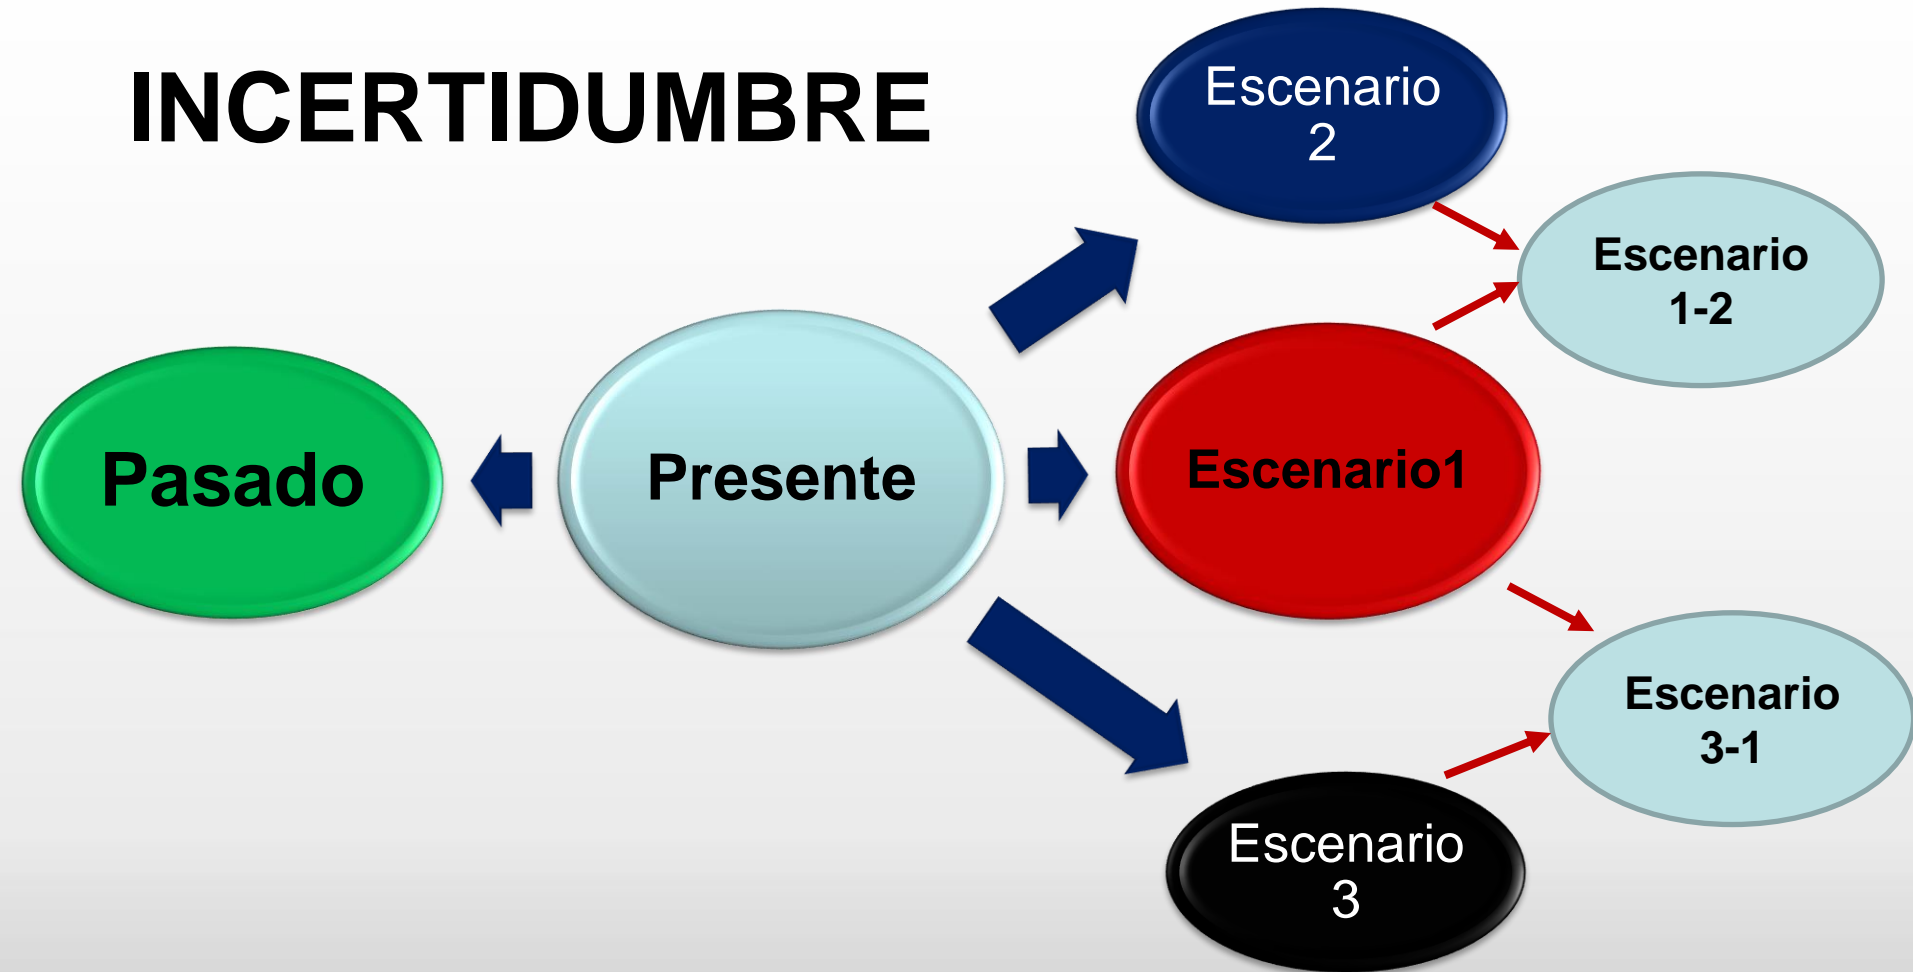 INCERTIDUMBRE
Escenario
2
Escenario
1-2
Pasado
Presente
Escenario1
Escenario
3-1
Escenario
3